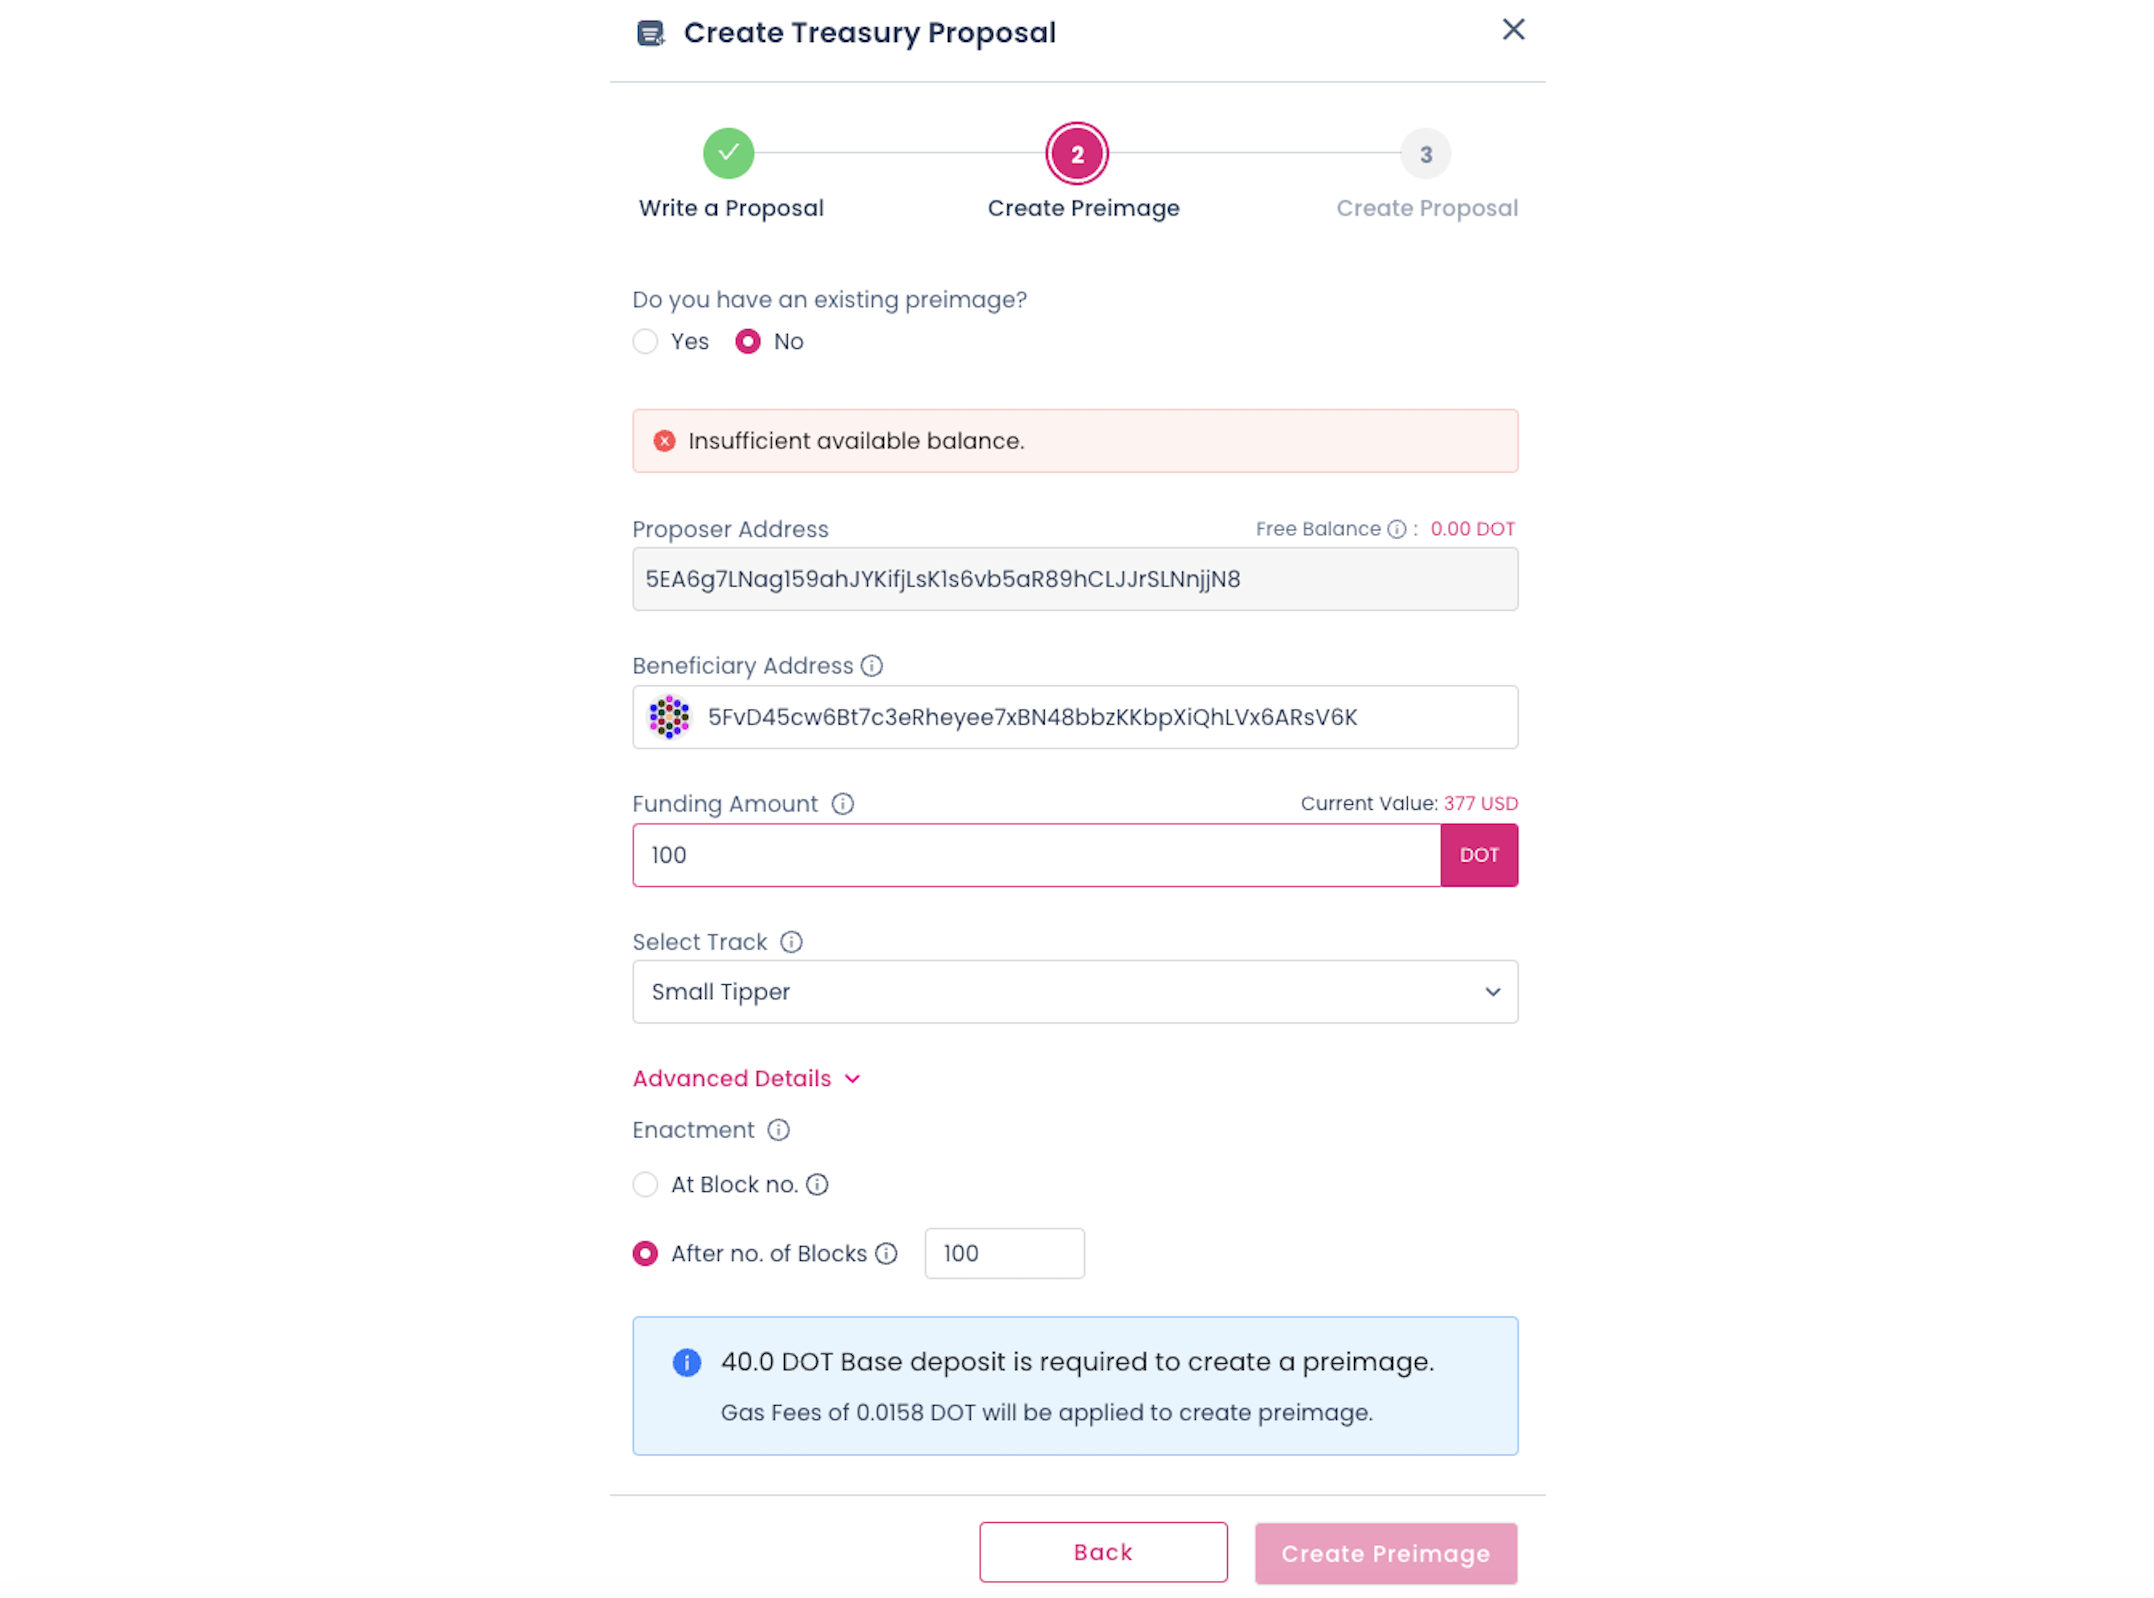 Create Treasury Proposal
2
3
Write a Proposal
Create Preimage
Create Proposal
Do you have an existing preimage?
Yes
No
Insufficient available balance.
Proposer Address
Free Balance : 0.00 DOT
5EA6g7LNag159ahJYKifjLsK1s6vb5aR89hCLJJrSLNnjjN8
Beneficiary Address
5FvD45cw6Bt7c3eRheyee7xBN48bbzKKbpXiQhLVx6ARsV6K
Funding Amount
Current Value: 377 USD
100
DOT
Select Track
Small Tipper
Advanced Details
Enactment
At Block no.
After no. of Blocks
100
40.0 DOT Base deposit is required to create a preimage.
Gas Fees of 0.0158 DOT will be applied to create preimage.
Back
Create Preimage